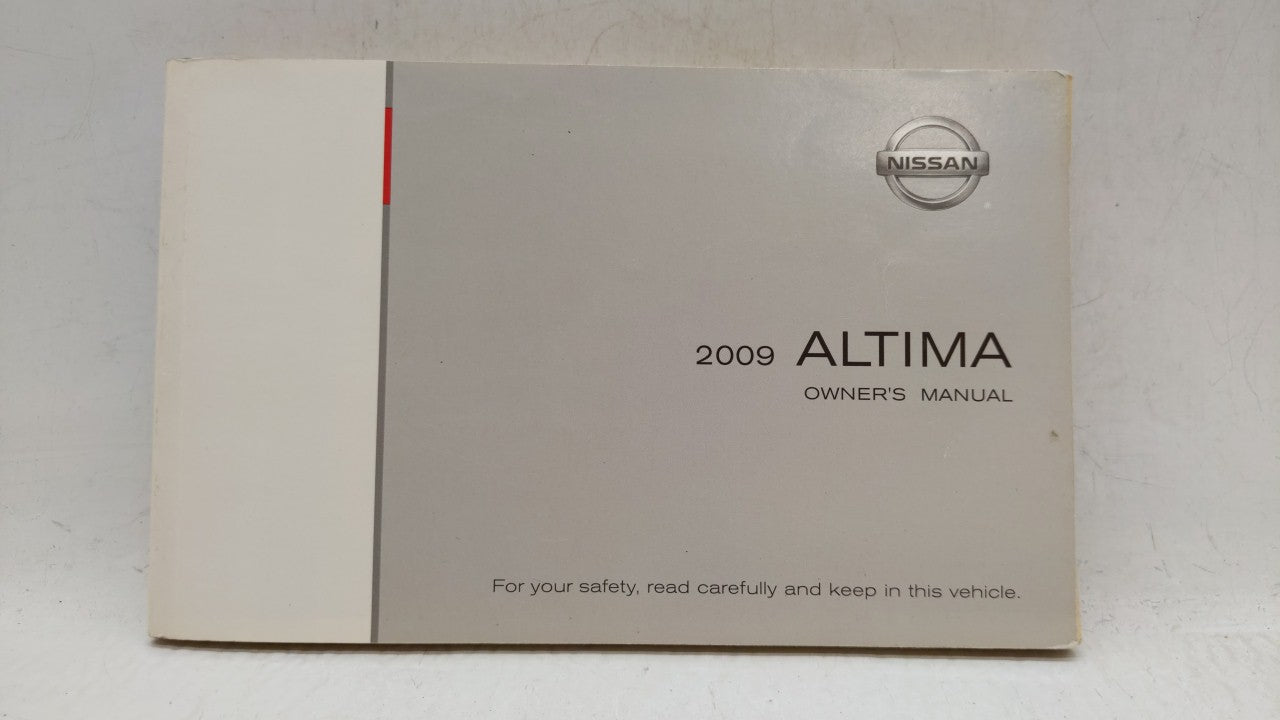 NISSAN
2009 ALTIMA
OWNER'S MANUAL
For your safety, read carefully and keep in this vehicle.